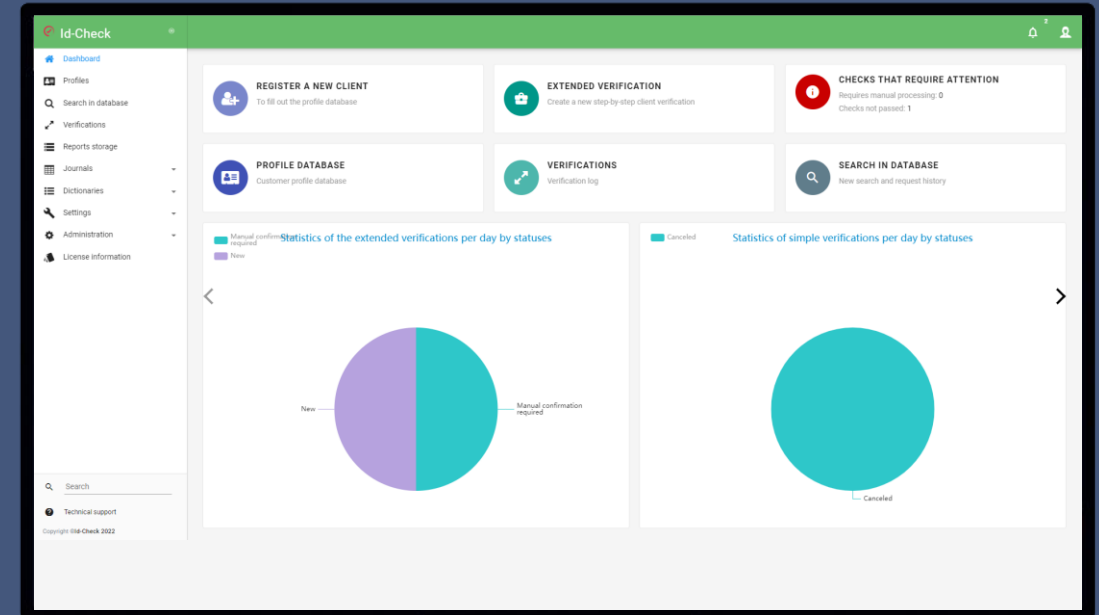 Id-Check
2
Dashboard
Profiles
Search in database
Verifications
Reports storage
Journals
Dictionaries
Settings
Administration
License information
Search
Technical support
Copyright ©Id-Check 2022
REGISTER A NEW CLIENT
To fill out the profile database
EXTENDED VERIFICATION
Create a new step-by-step client verification
CHECKS THAT REQUIRE ATTENTION
Requires manual processing: 0
Checks not passed: 1
PROFILE DATABASE
Customer profile database
VERIFICATIONS
Verification log
SEARCH IN DATABASE
New search and request history
Statistics of the extended verifications per day by statuses
Manual confirmation
required
New
New
Manual confirmation
required
Statistics of simple verifications per day by statuses
Canceled
Canceled